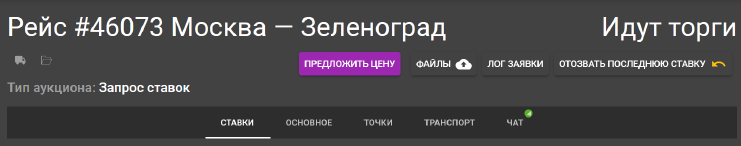 Рейс #46073 Москва — Зеленоград Идут торги
ПРЕДЛОЖИТЬ ЦЕНУ ФАЙЛЫ ЛОГ ЗАЯВКИ ОТОЗВАТЬ ПОСЛЕДНЮЮ СТАВКУ
Тип аукциона: Запрос ставок
СТАВКИ ОСНОВНОЕ ТОЧКИ ТРАНСПОРТ ЧАТ